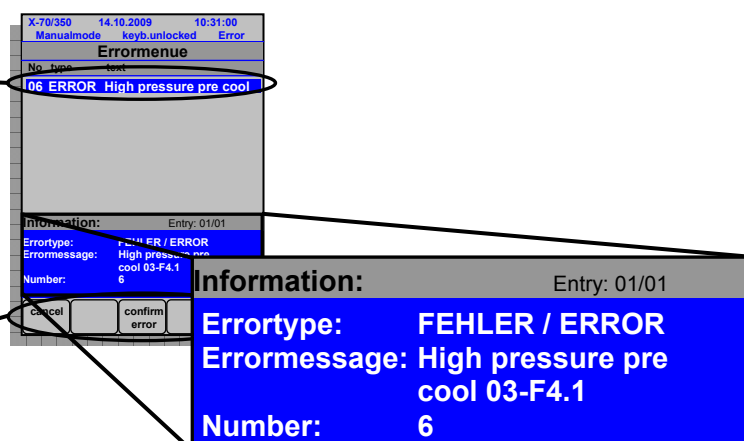 X-70/350 14.10.2009 10:31:00
Manualmode keyb.unlocked Error
Errormenue
No type text
06 ERROR High pressure pre cool
Information: Entry: 01/01
Errortype: FEHLER / ERROR
Errormessage: High pressure pre
cool 03-F4.1
Number: 6
cancel confirm
error
Information: Entry: 01/01
Errortype: FEHLER / ERROR
Errormessage: High pressure pre
cool 03-F4.1
Number: 6